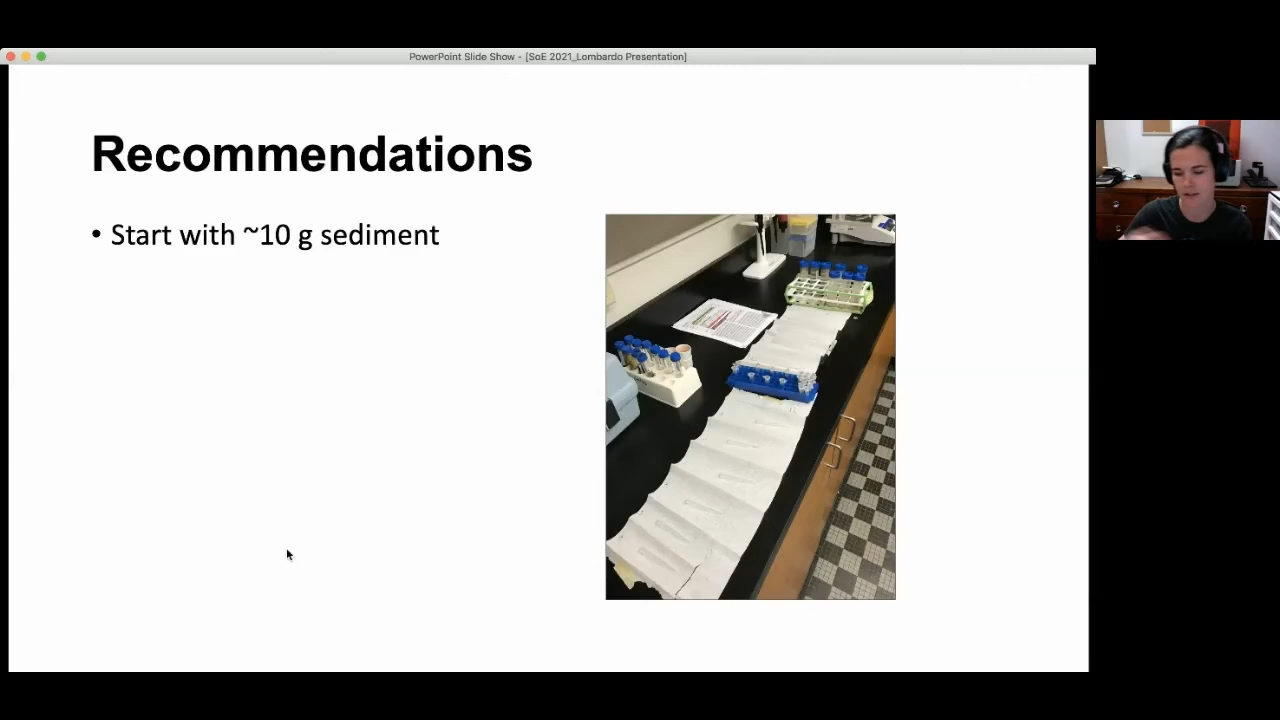 PowerPoint Slide Show - [SoE 2021_Lombardo Presentation]
Recommendations
• Start with ~10 g sediment